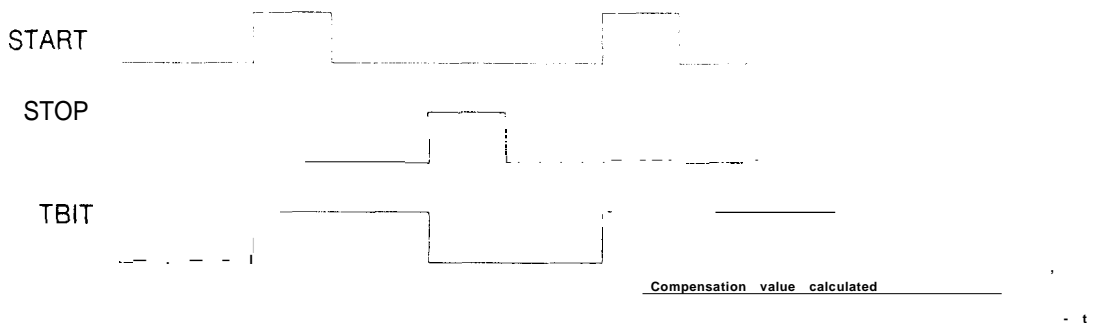 START
STOP
TBIT
Compensation value calculated
- t